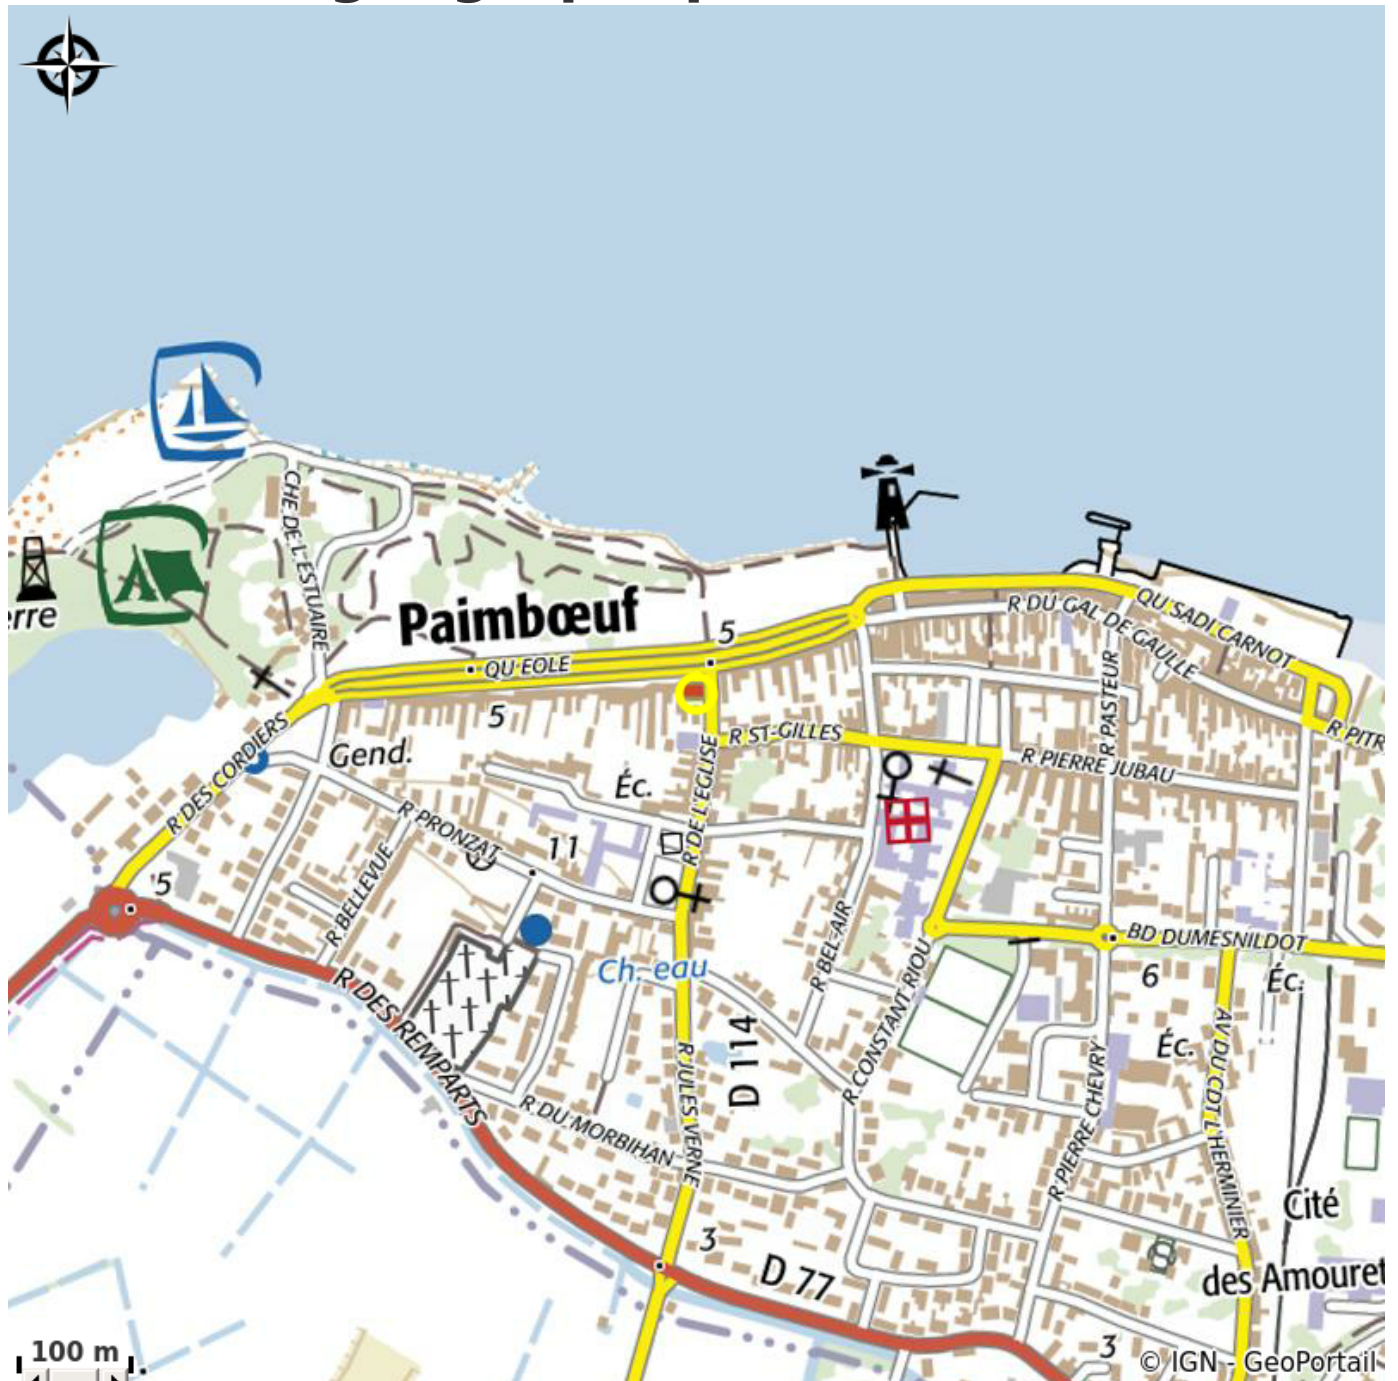 CHE DE L'ESTUAIRE
erre
Paimbœuf
5
QU EOLE
5
R DU GAL DE GAULLE
QU SADI CARNOT
R PITR
R DES CORDIERS
Gend.
R ST-GILLES
R PASTEUR
R PIERRE JUBAU
Éc.
R DE L'EGLISE
R PRONZAT
11
5
R BELLEVUE
R BEL-AIR
BD DUMESNILDOT
R DES REMPARTS
Ch. eau
R CONSTANT RIOU
6
Éc.
Éc.
D 114
R JULES VERNE
R DU MORBIHAN
R PIERRE CHEVRY
AV DU CDT L'HERMINIER
Cité
des Amouret
3
D 77
3
100 m
© IGN - GeoPortail